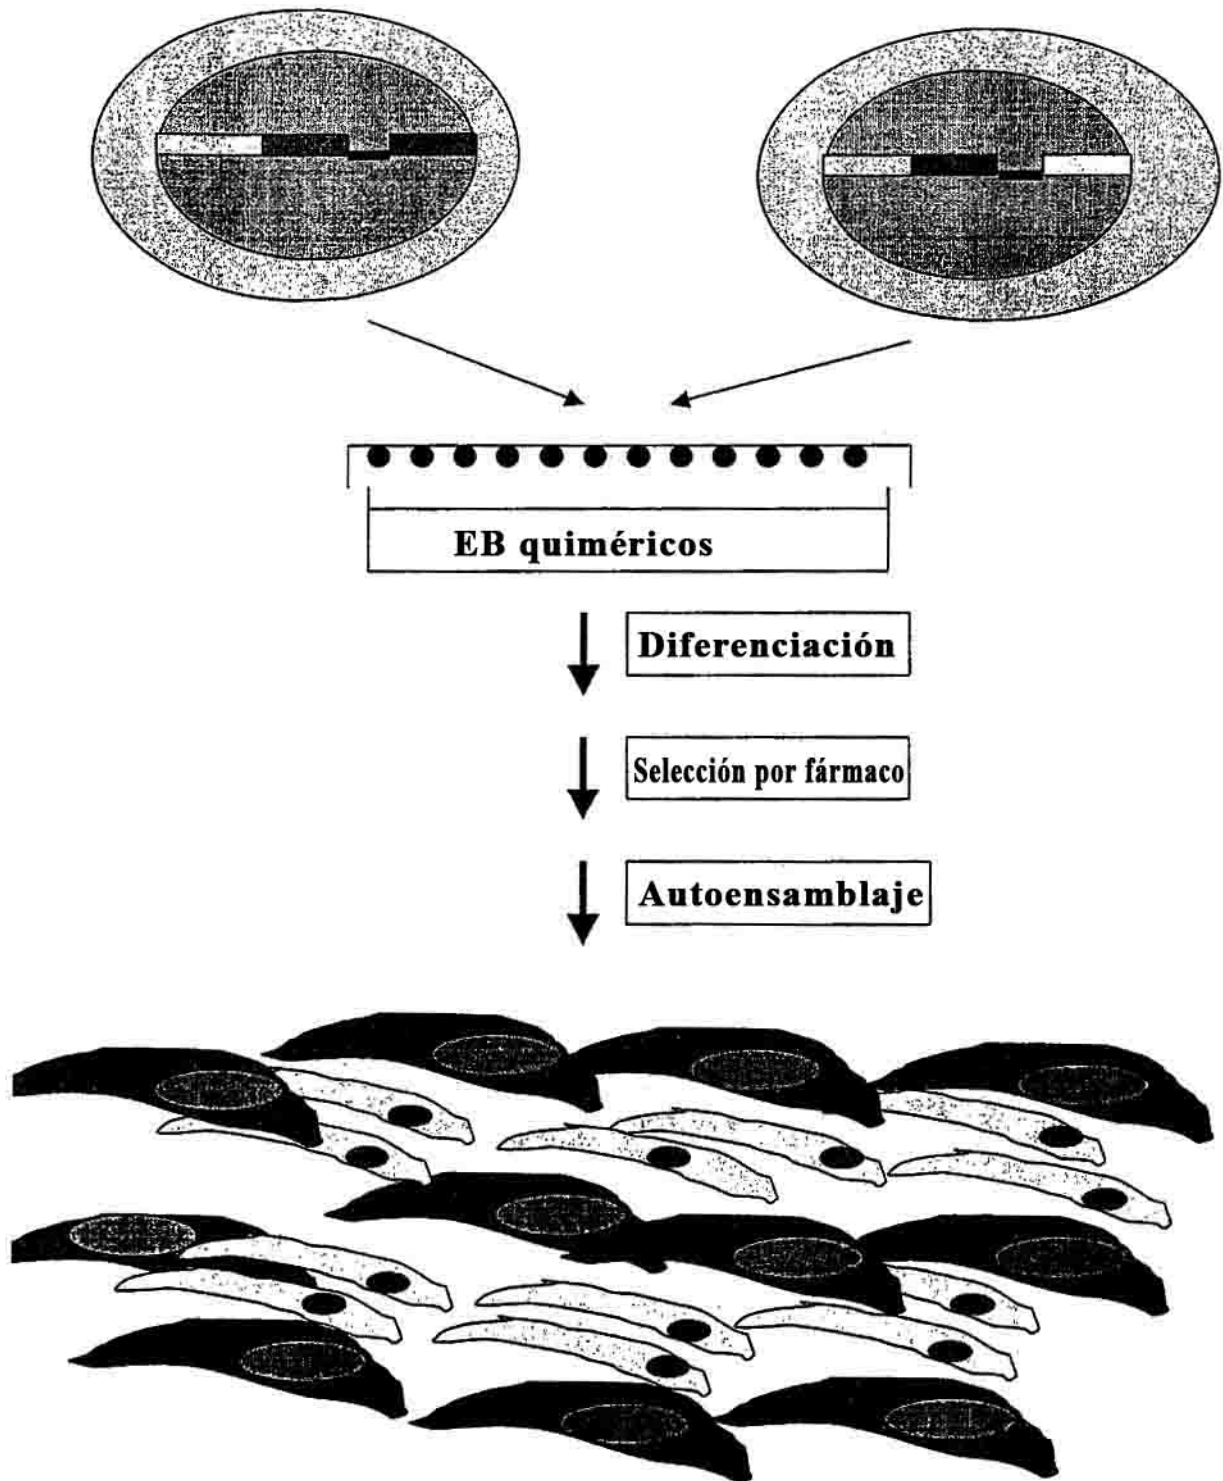 EB quiméricos
Diferenciación
Selección por fármaco
Autoensamblaje